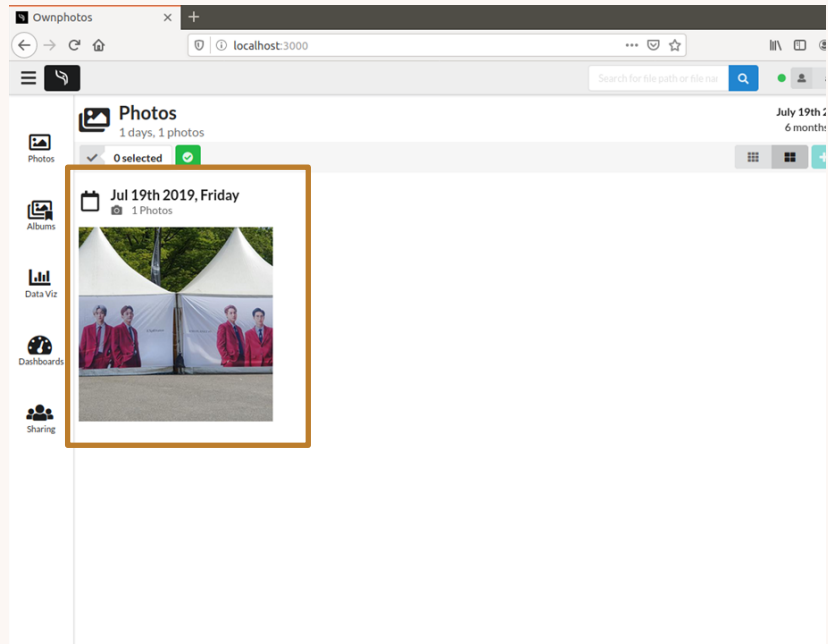 Ownphotos
localhost:3000
Search for file path or file nar
Photos
1 days, 1 photos
July 19th 2
6 months
0 selected
Photos
Jul 19th 2019, Friday
1 Photos
Albums
Data Viz
Dashboards
Sharing